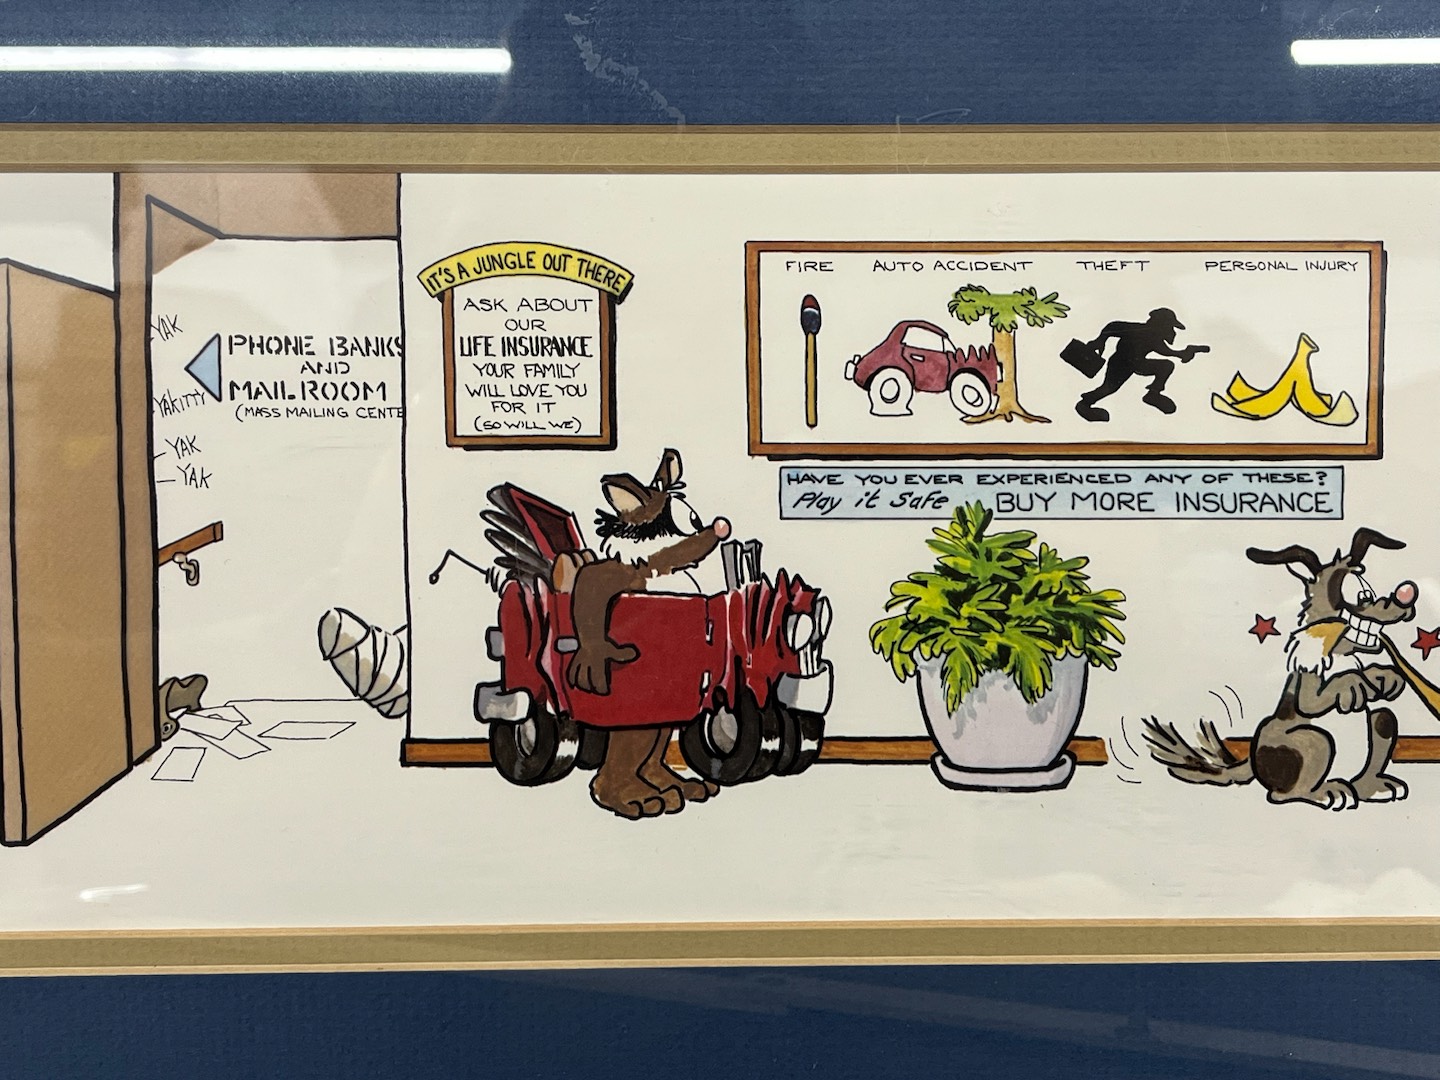 YAK
YAKITTY
YAK
YAK
PHONE BANKS
AND
MAILROOM
(MASS MAILING CENTE
IT'S A JUNGLE OUT THERE
ASK ABOUT
OUR
LIFE INSURANCE
YOUR FAMILY
WILL LOVE YOU
FOR IT
(SO WILL WE)
FIRE AUTO ACCIDENT THEFT PERSONAL INJURY
HAVE YOU EVER EXPERIENCED ANY OF THESE?
Play it Safe BUY MORE INSURANCE